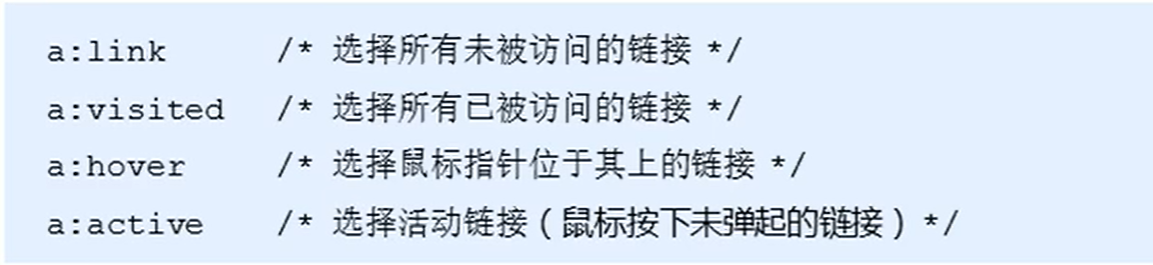 a:link /* 选择所有未被访问的链接 */
a:visited /* 选择所有已被访问的链接 */
a:hover /* 选择鼠标指针位于其上的链接 */
a:active /* 选择活动链接（鼠标按下未弹起的链接）*/